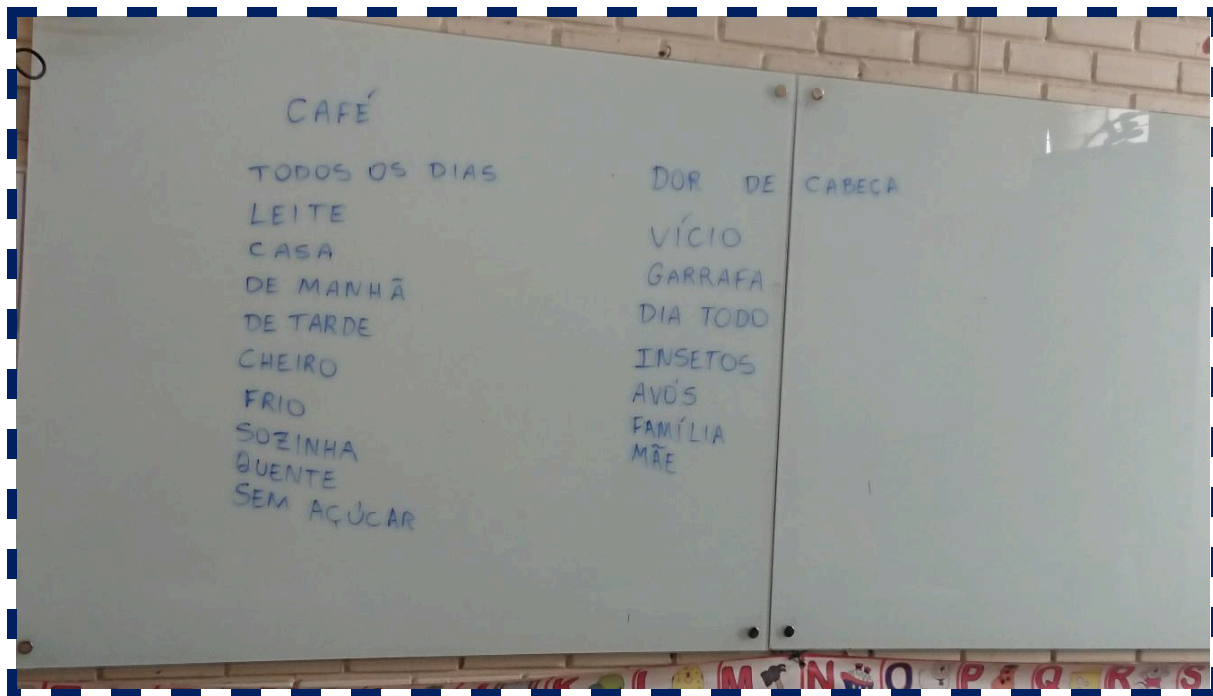 CAFÉ
TODOS OS DIAS
LEITE
CASA
DE MANHÃ
DE TARDE
CHEIRO
FRIO
SOZINHA
QUENTE
SEM AÇÚCAR
DOR DE CABEÇA
VÍCIO
GARRAFA
DIA TODO
INSETOS
AVÓS
FAMÍLIA
MÃE
K L M N O P Q R S